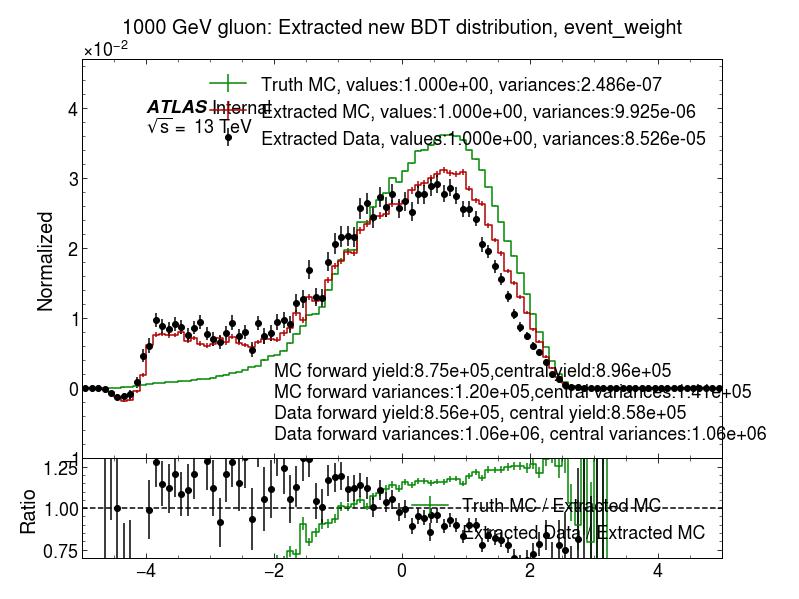 1000 GeV gluon: Extracted new BDT distribution, event_weight
×10⁻²
Truth MC, values:1.000e+00, variances:2.486e-07
ATLAS Internal
Extracted MC, values:1.000e+00, variances:9.925e-06
√s = 13 TeV
Extracted Data, values:1.000e+00, variances:8.526e-05
4
3
2
1
0
Normalized
MC forward yield:8.75e+05,central yield:8.96e+05
MC forward variances:1.20e+05,central variances:1.41e+05
Data forward yield:8.56e+05, central yield:8.58e+05
Data forward variances:1.06e+06, central variances:1.06e+06
1.25
1.00
0.75
Ratio
Truth MC / Extracted MC
Extracted Data / Extracted MC
−4
−2
0
2
4